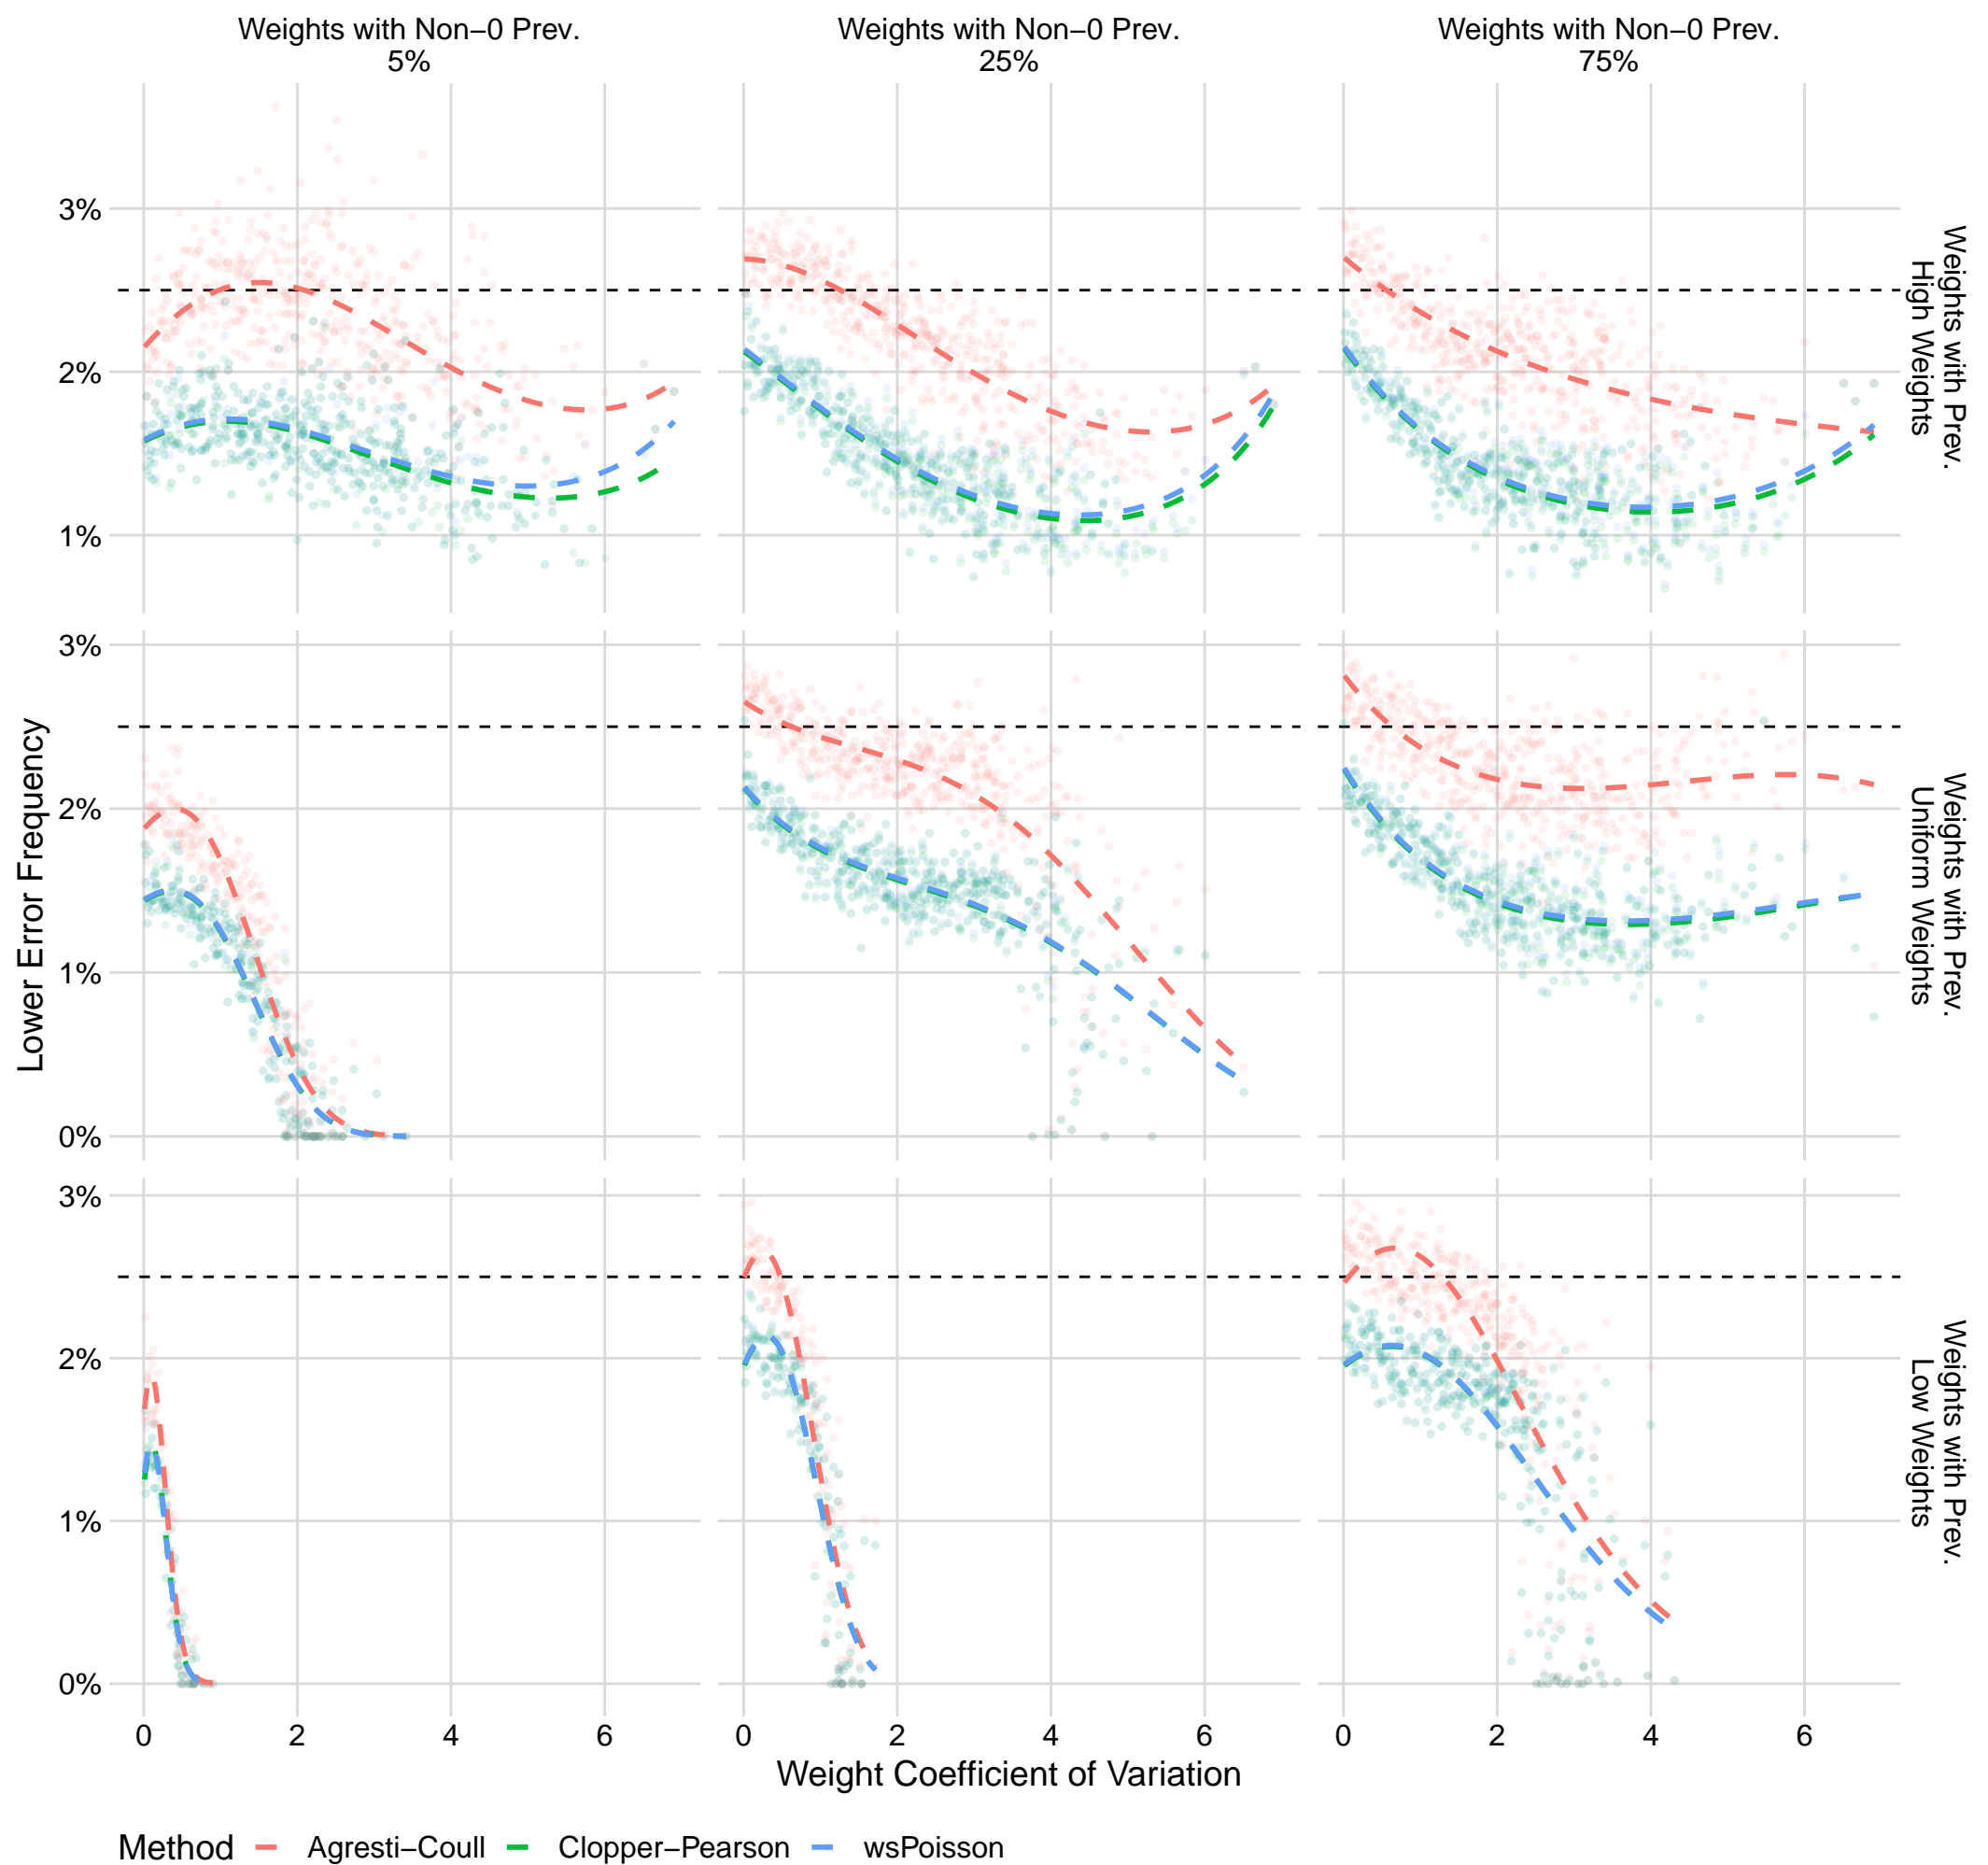 Weights with Non−0 Prev.
5%
Weights with Non−0 Prev.
25%
Weights with Non−0 Prev.
75%
3%
2%
1%
Weights with Prev.
High Weights
3%
2%
1%
0%
Weights with Prev.
Uniform Weights
3%
2%
1%
0%
Weights with Prev.
Low Weights
Lower Error Frequency
0 2 4 6
0 2 4 6
0 2 4 6
Weight Coefficient of Variation
Method Agresti−Coull Clopper−Pearson wsPoisson